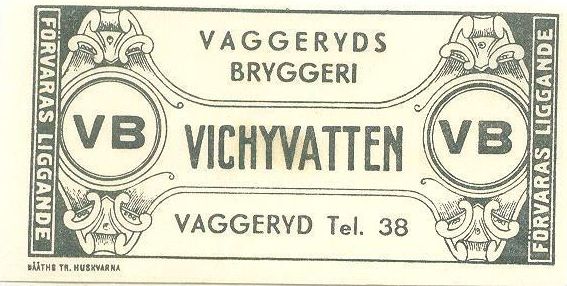 FÖRVARAS LIGGANDE
VAGGERYDS
BRYGGERI
VB
VICHYVATTEN
VB
VAGGERYD Tel. 38
FÖRVARAS LIGGANDE
BÅÅTHS TR. HUSKVARNA